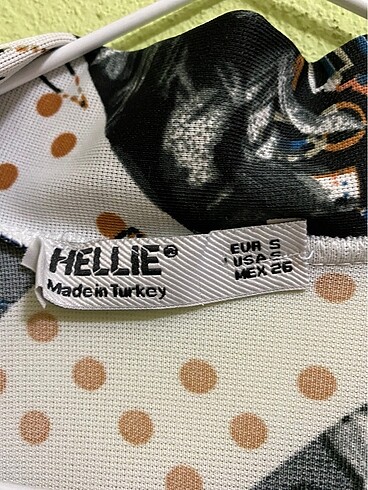 HELLIE®
Made in Turkey
EUR S
USA S
MEX 26